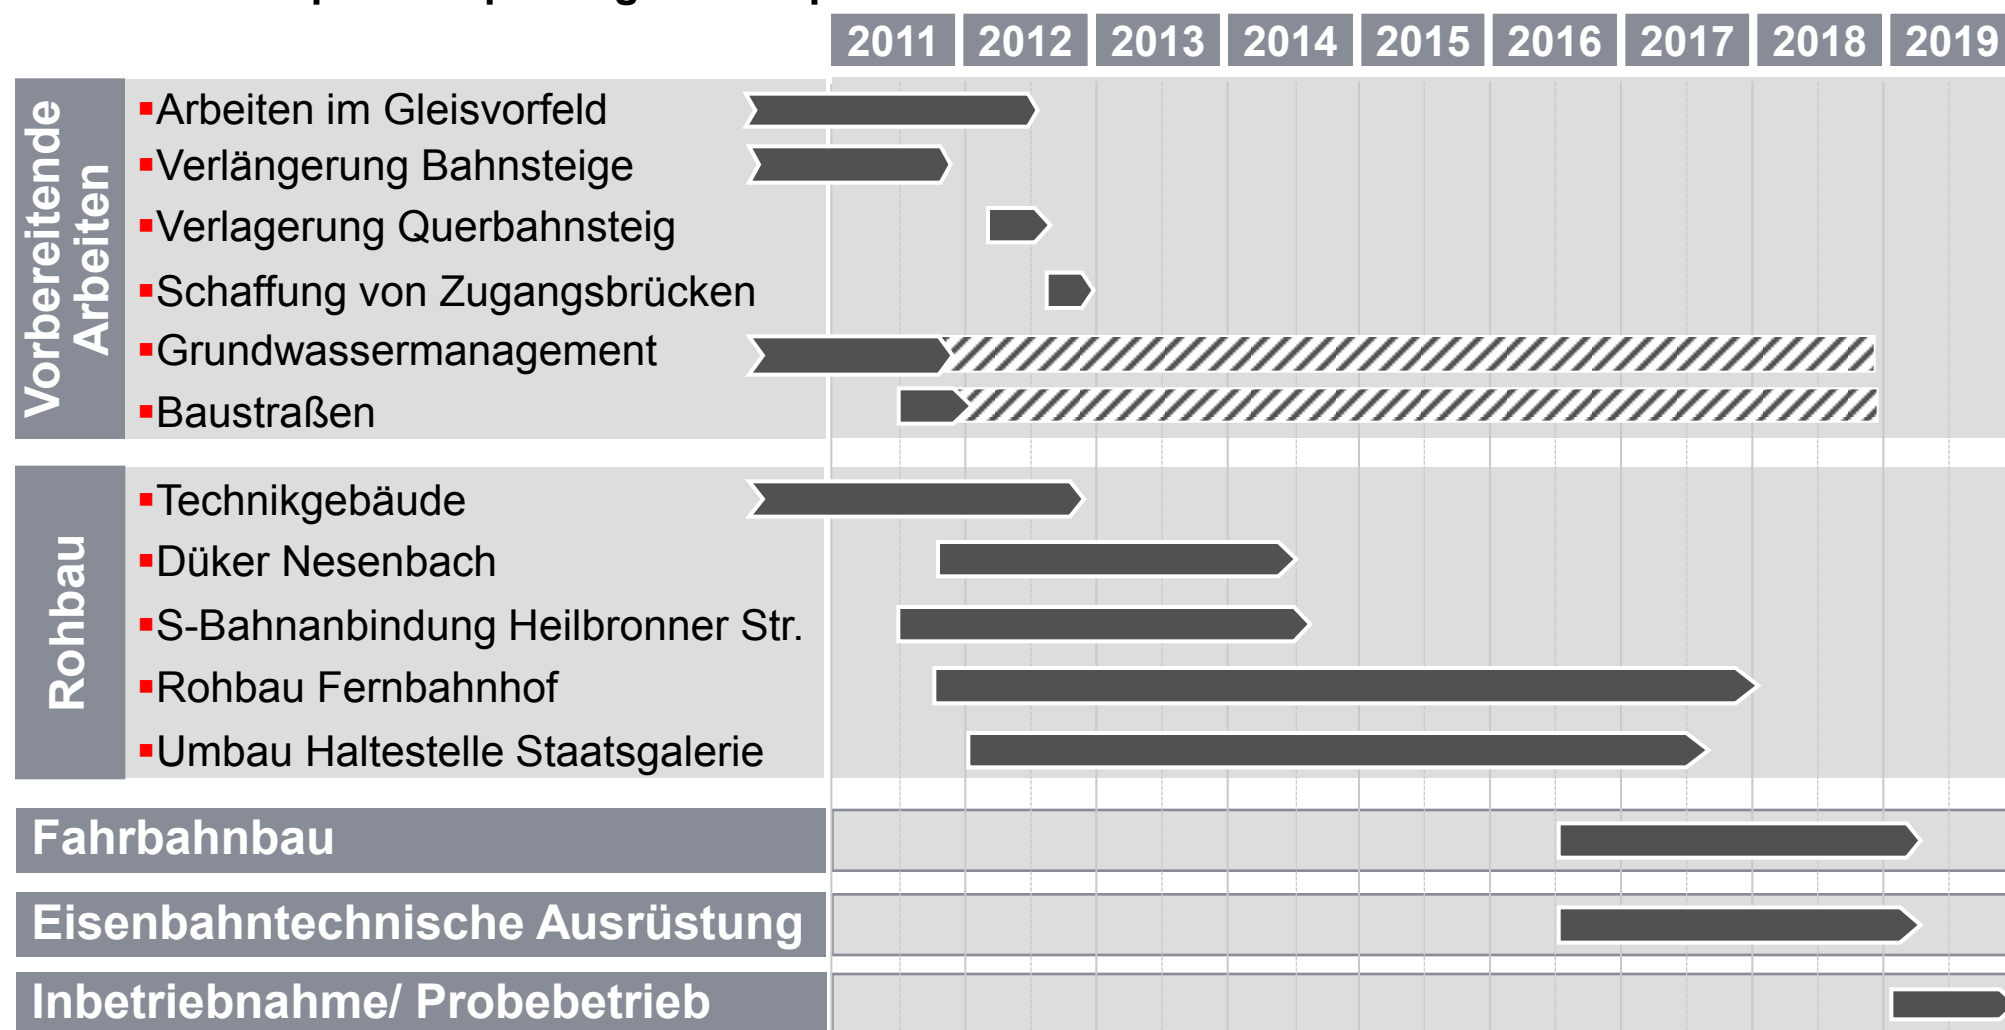 2011 2012 2013 2014 2015 2016 2017 2018 2019
Vorbereitende
Arbeiten
▪Arbeiten im Gleisvorfeld
▪Verlängerung Bahnsteige
▪Verlagerung Querbahnsteig
▪Schaffung von Zugangsbrücken
▪Grundwassermanagement
▪Baustraßen
Rohbau
▪Technikgebäude
▪Düker Nesenbach
▪S-Bahnanbindung Heilbronner Str.
▪Rohbau Fernbahnhof
▪Umbau Haltestelle Staatsgalerie
Fahrbahnbau
Eisenbahntechnische Ausrüstung
Inbetriebnahme/ Probebetrieb